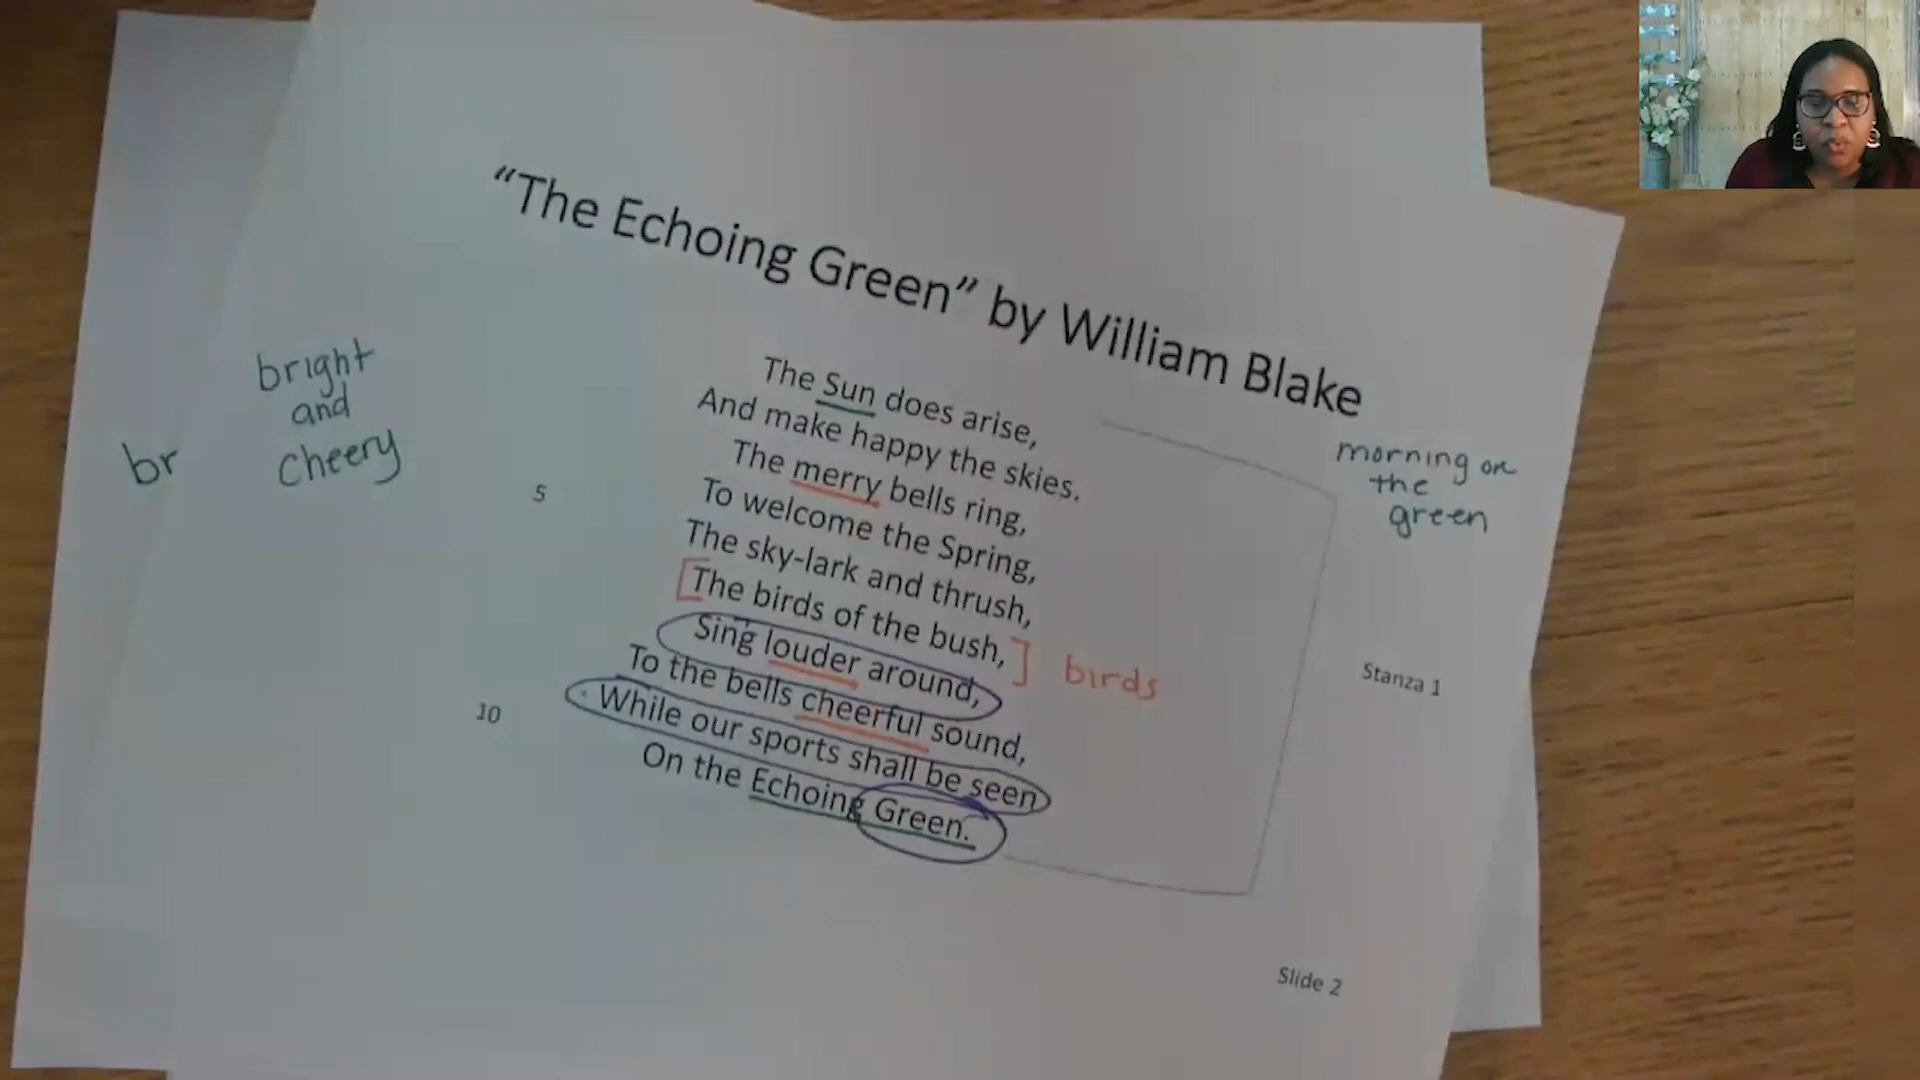 “The Echoing Green” by William Blake
bright
and
cheery
br
The Sun does arise,
And make happy the skies.
The merry bells ring,
To welcome the Spring,
5
The sky-lark and thrush,
The birds of the bush,
Sing louder around,
birds
To the bells cheerful sound,
While our sports shall be seen
10
On the Echoing Green.
morning on
the
green
Stanza 1
Slide 2